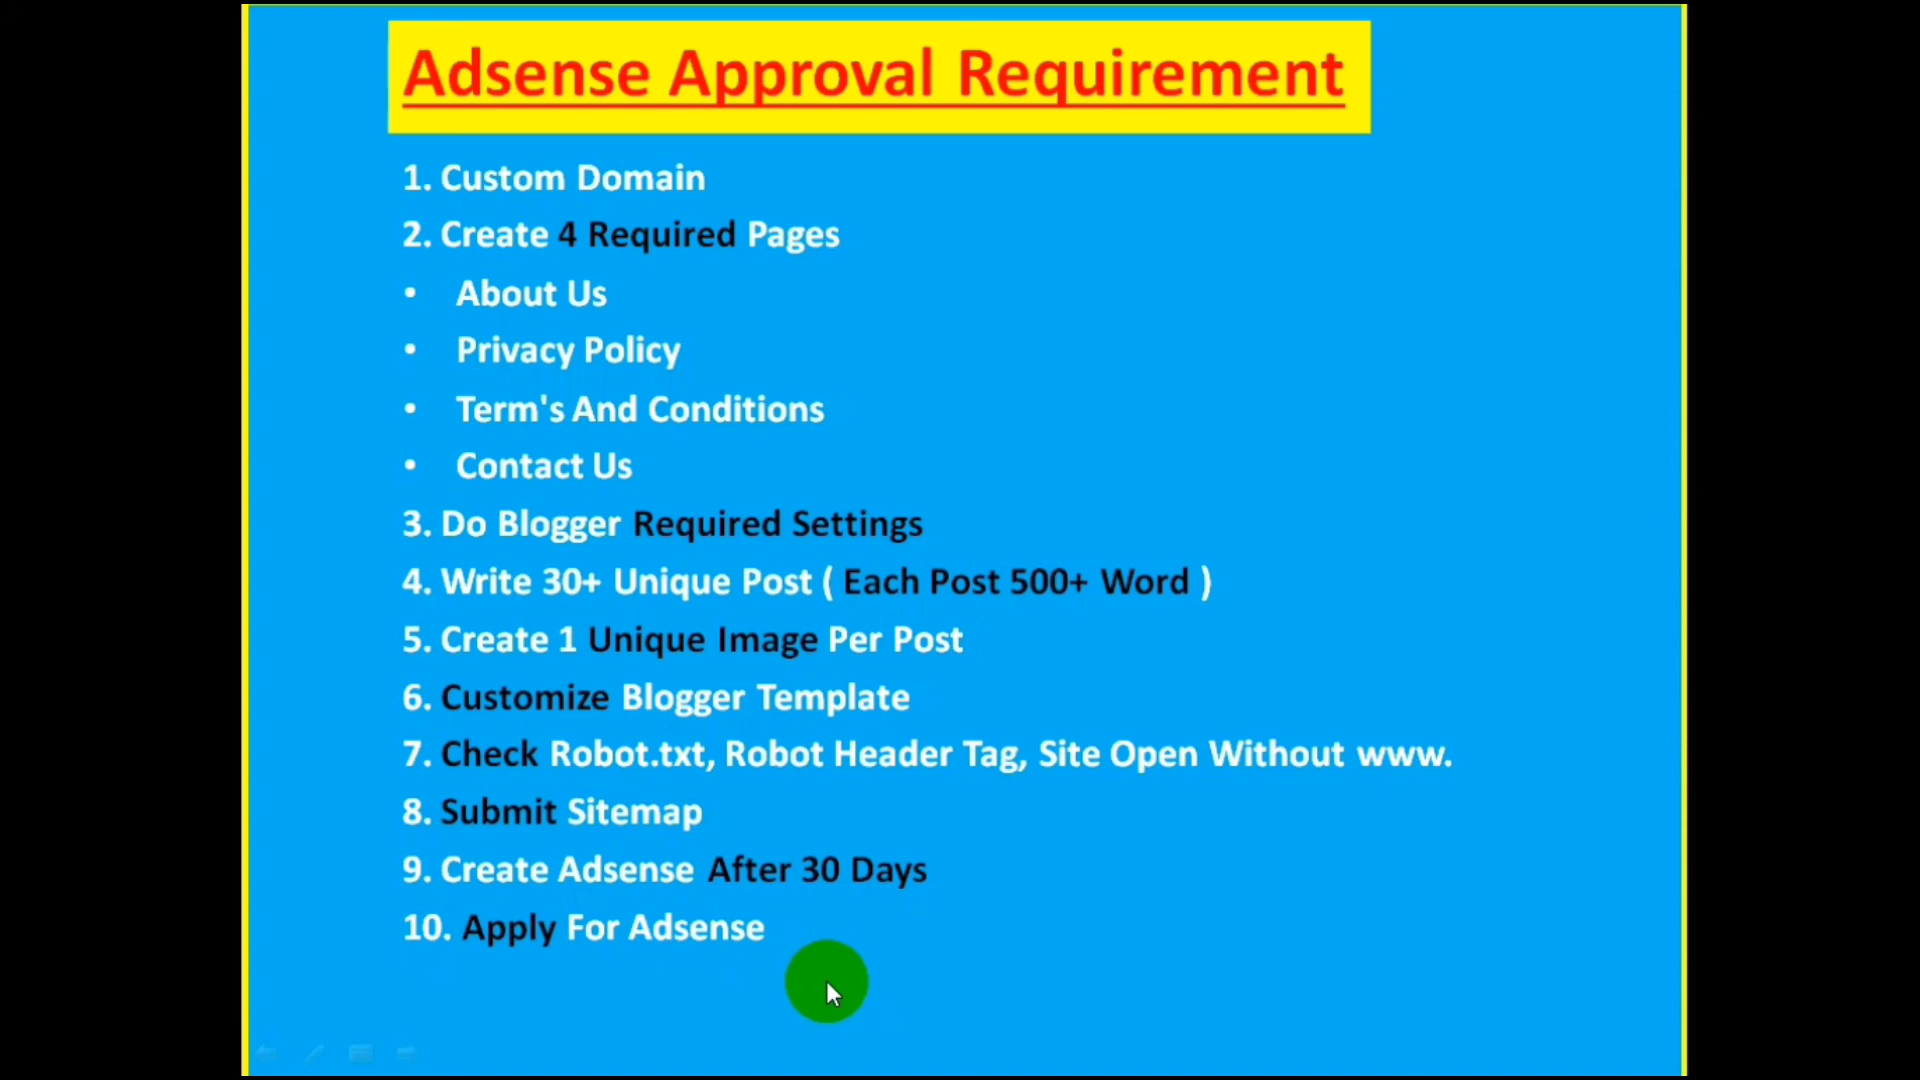 Adsense Approval Requirement
1. Custom Domain
2. Create 4 Required Pages
• About Us
• Privacy Policy
• Term's And Conditions
• Contact Us
3. Do Blogger Required Settings
4. Write 30+ Unique Post ( Each Post 500+ Word )
5. Create 1 Unique Image Per Post
6. Customize Blogger Template
7. Check Robot.txt, Robot Header Tag, Site Open Without www.
8. Submit Sitemap
9. Create Adsense After 30 Days
10. Apply For Adsense